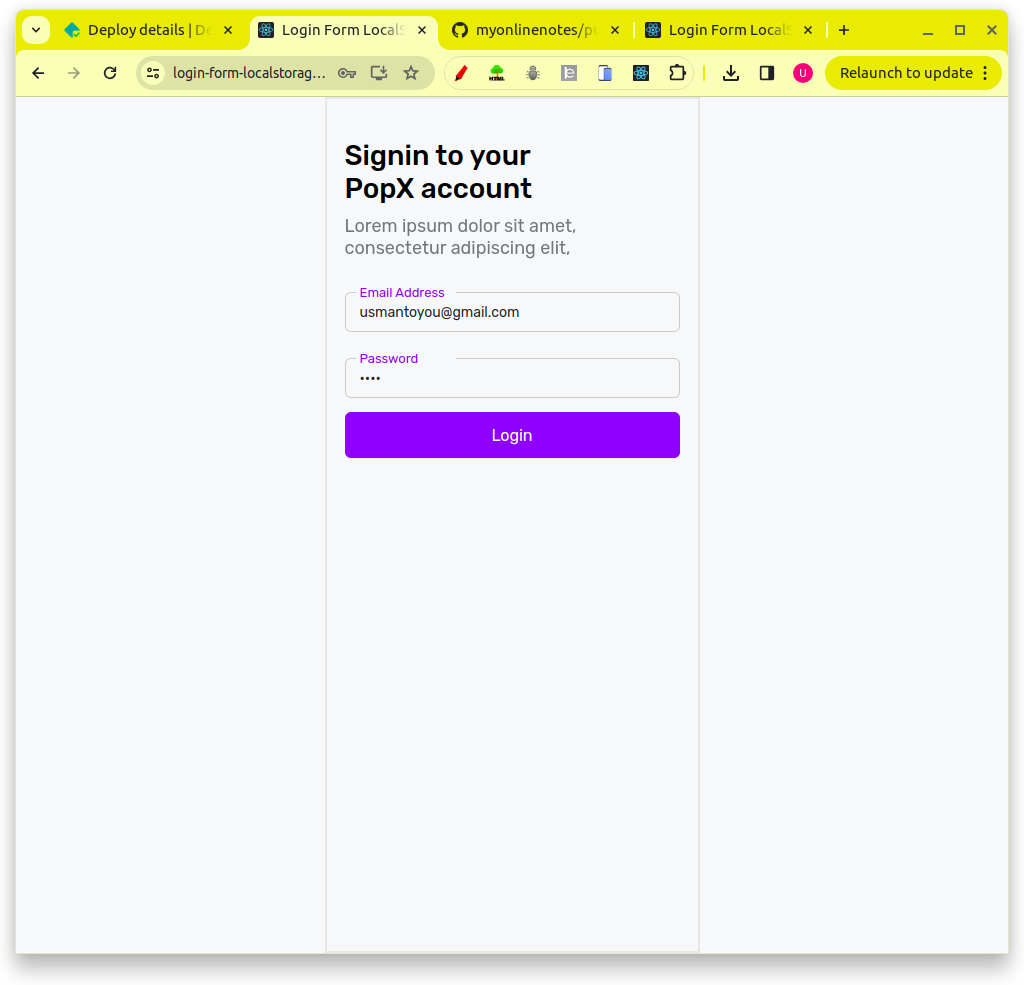 Deploy details | De
Login Form LocalS
myonlinenotes/pu
Login Form LocalS
login-form-localstorag...
HTML
U
Relaunch to update
Signin to your
PopX account
Lorem ipsum dolor sit amet,
consectetur adipiscing elit,
Email Address
usmantoyou@gmail.com
Password
••••
Login